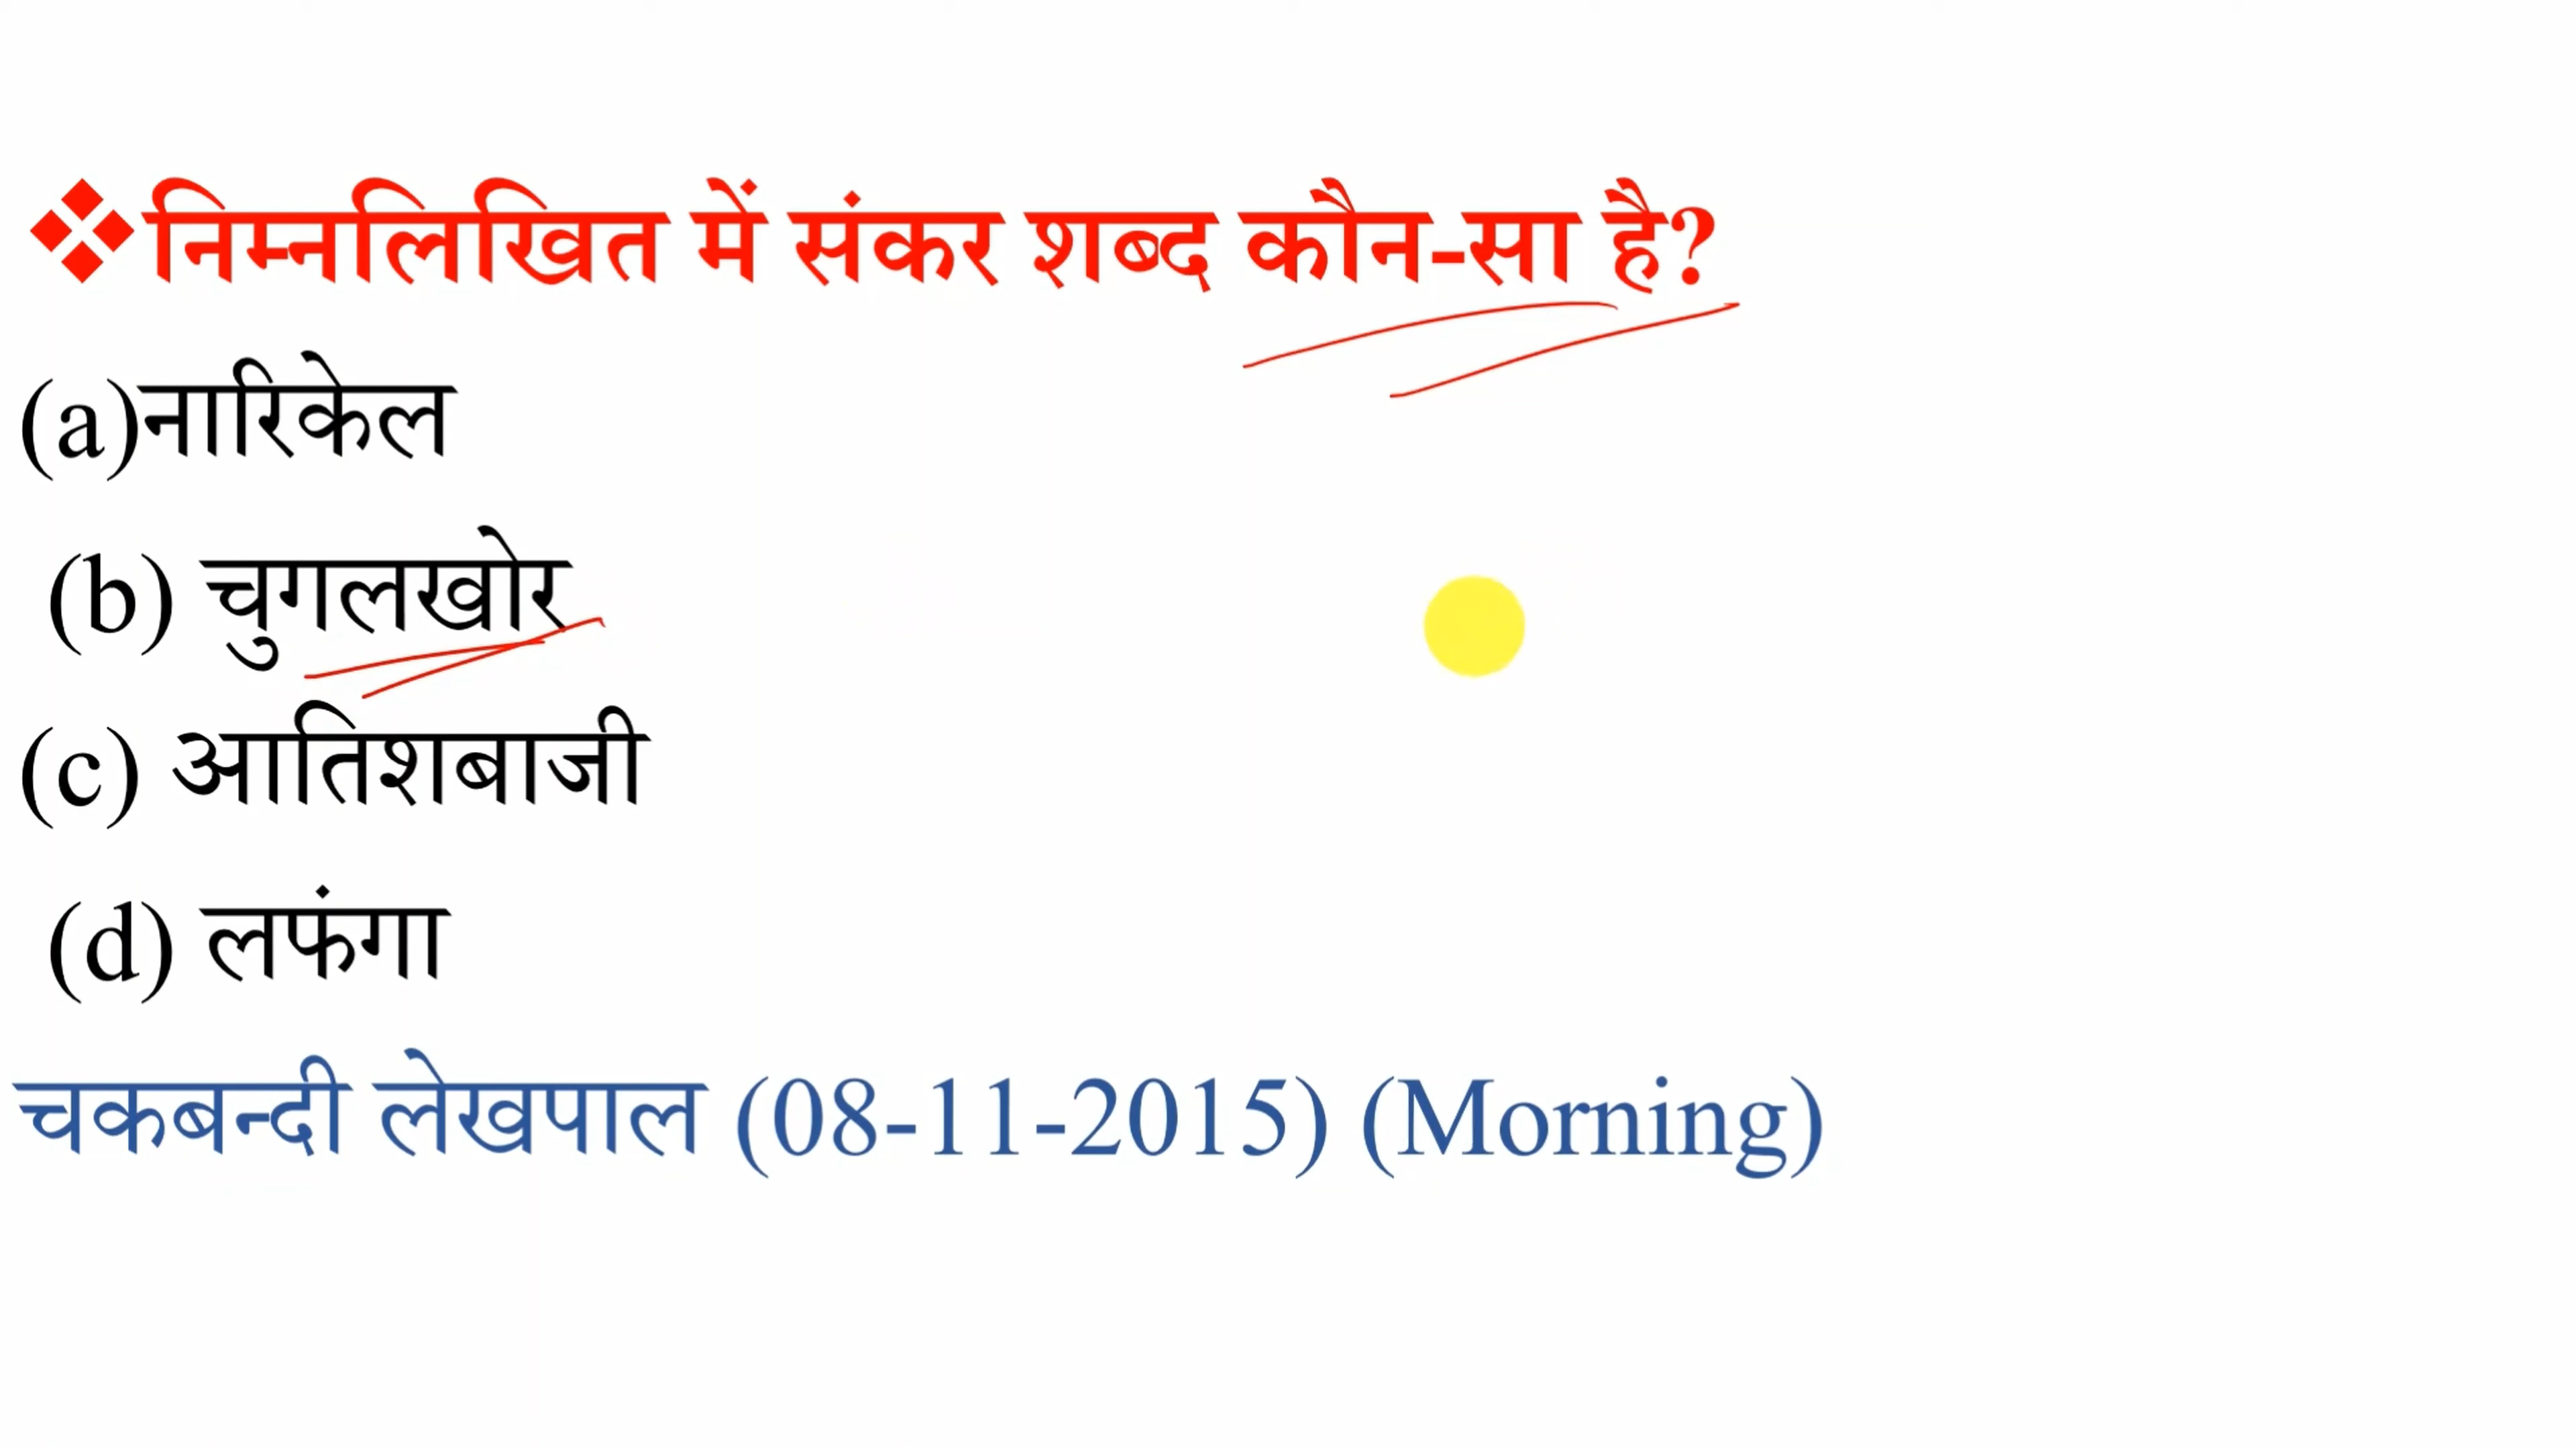 ❖निम्नलिखित में संकर शब्द कौन-सा है?
(a)नारिकेल
(b) चुगलखोर
(c) आतिशबाजी
(d) लफंगा
चकबन्दी लेखपाल (08-11-2015) (Morning)